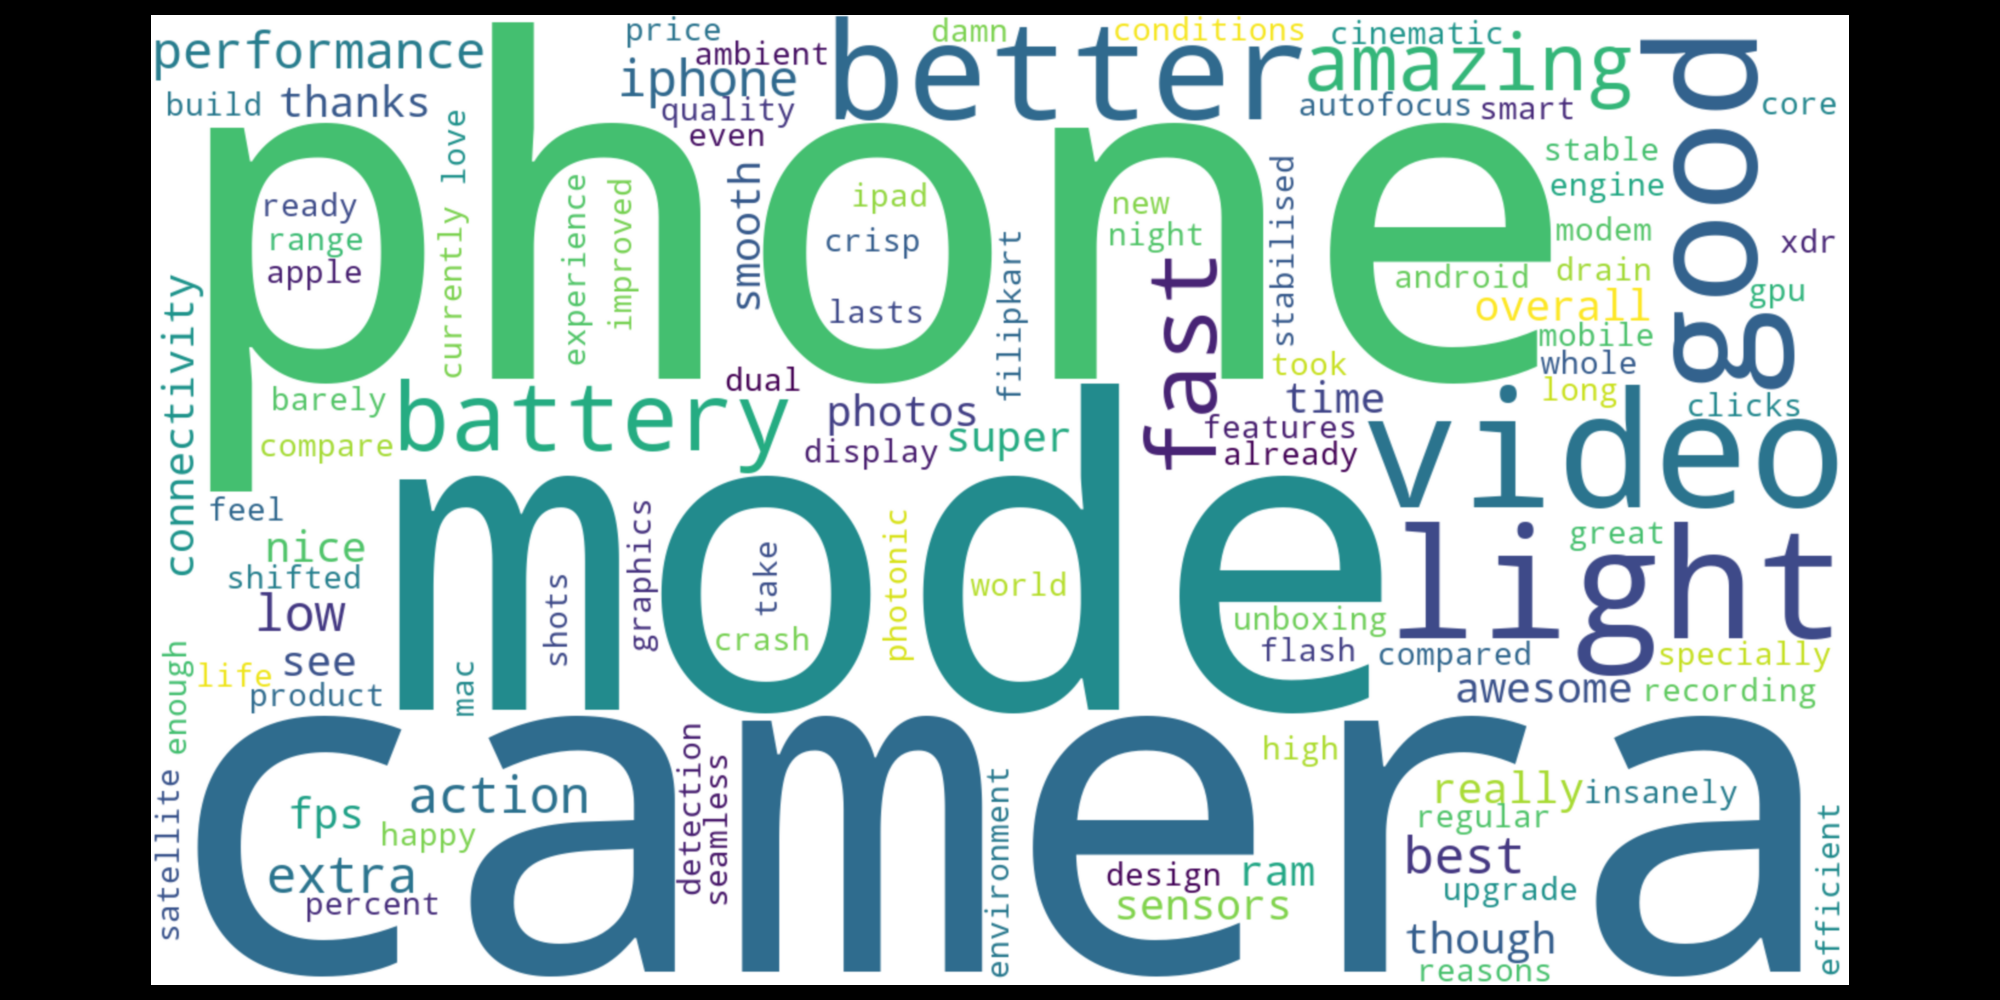 performance
price
ambient
iphone
quality
even
better
damn
conditions
cinematic
amazing
autofocus
smart
good
core
build
thanks
love
currently
phone
ready
range
apple
experience
improved
smooth
ipad
crisp
lasts
filipkart
new
night
fast
stabilised
android
stable
engine
modem
drain
overall
mobile
whole
long
took
xdr
gpu
clicks
connectivity
barely
compare
battery
dual
photos
display
super
time
features
already
video
feel
nice
shifted
low
see
life
product
enough
mode
mac
shots
graphics
take
crash
photonic
world
unboxing
flash
light
great
compared
specially
awesome
recording
camera
satellite
fps
action
happy
extra
percent
detection
seamless
environment
design
ram
sensors
high
really
insanely
regular
best
upgrade
though
reasons
efficient